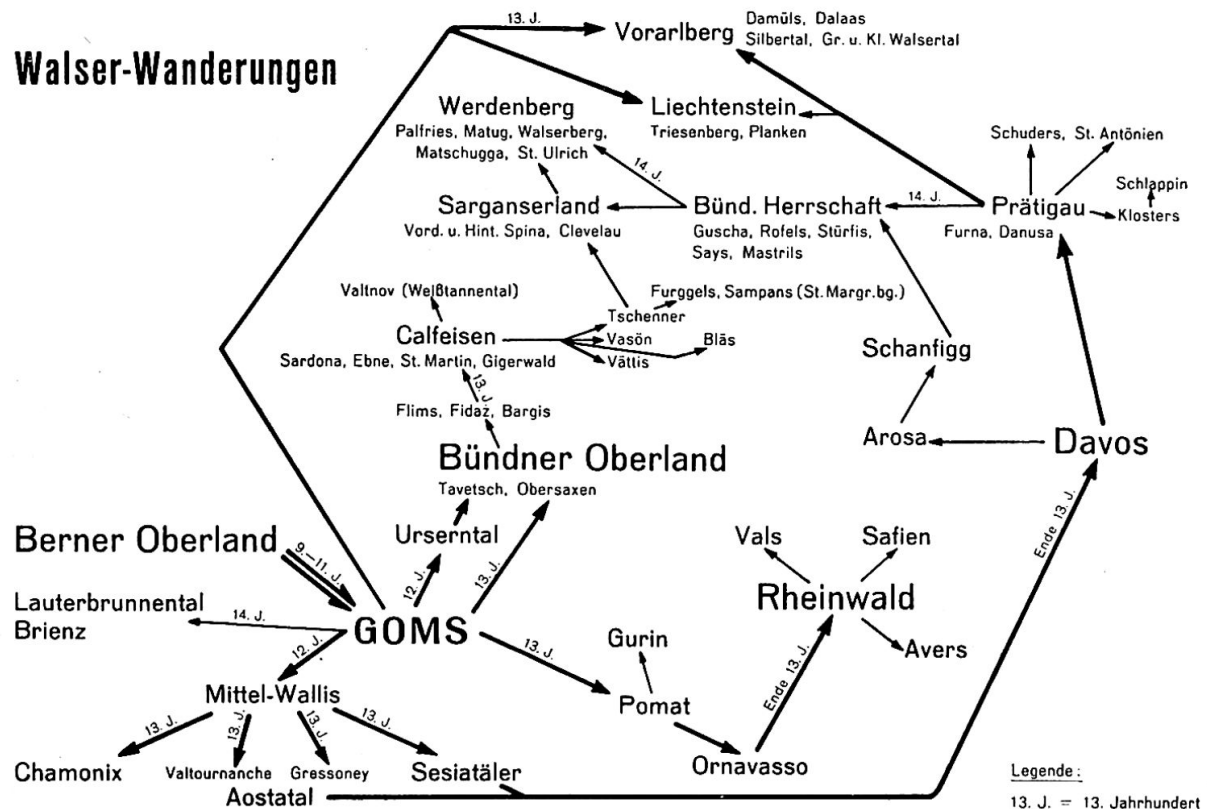 Walser-Wanderungen
13. J.
Vorarlberg
Damüls, Dalaas
Silbertal, Gr. u. Kl. Walsertal
Werdenberg
Palfries, Matug, Walserberg,
Matschugga, St. Ulrich
Liechtenstein
Triesenberg, Planken
Schuders, St. Antönien
Schlappin
Klosters
14. J.
Sarganserland
Vord. u. Hint. Spina, Clevelau
Bünd. Herrschaft
Guscha, Rofels, Stürfis,
Says, Mastrils
14. J.
Prätigau
Furna, Danusa
Valtnov (Weißtannental)
Furggels, Sampans (St. Margr. bg.)
Tschenner
Calfeisen
Sardona, Ebne, St. Martin, Gigerwald
Vasön
Vättis
Bläs
Schanfigg
13. J.
Flims, Fidaz, Bargis
Arosa
Davos
Bündner Oberland
Tavetsch, Obersaxen
Berner Oberland
9.–11. J.
Urserntal
12. J.
13. J.
Vals
Safien
Rheinwald
Avers
Ende 13. J.
Lauterbrunnental
Brienz
14. J.
GOMS
12. J.
13. J.
Gurin
Pomat
Ende 13. J.
Mittel-Wallis
13. J.
13. J.
13. J.
13. J.
Ornavasso
Chamonix
Valtournanche
Gressoney
Sesiatäler
Aostatal
Legende:
13. J. = 13. Jahrhundert